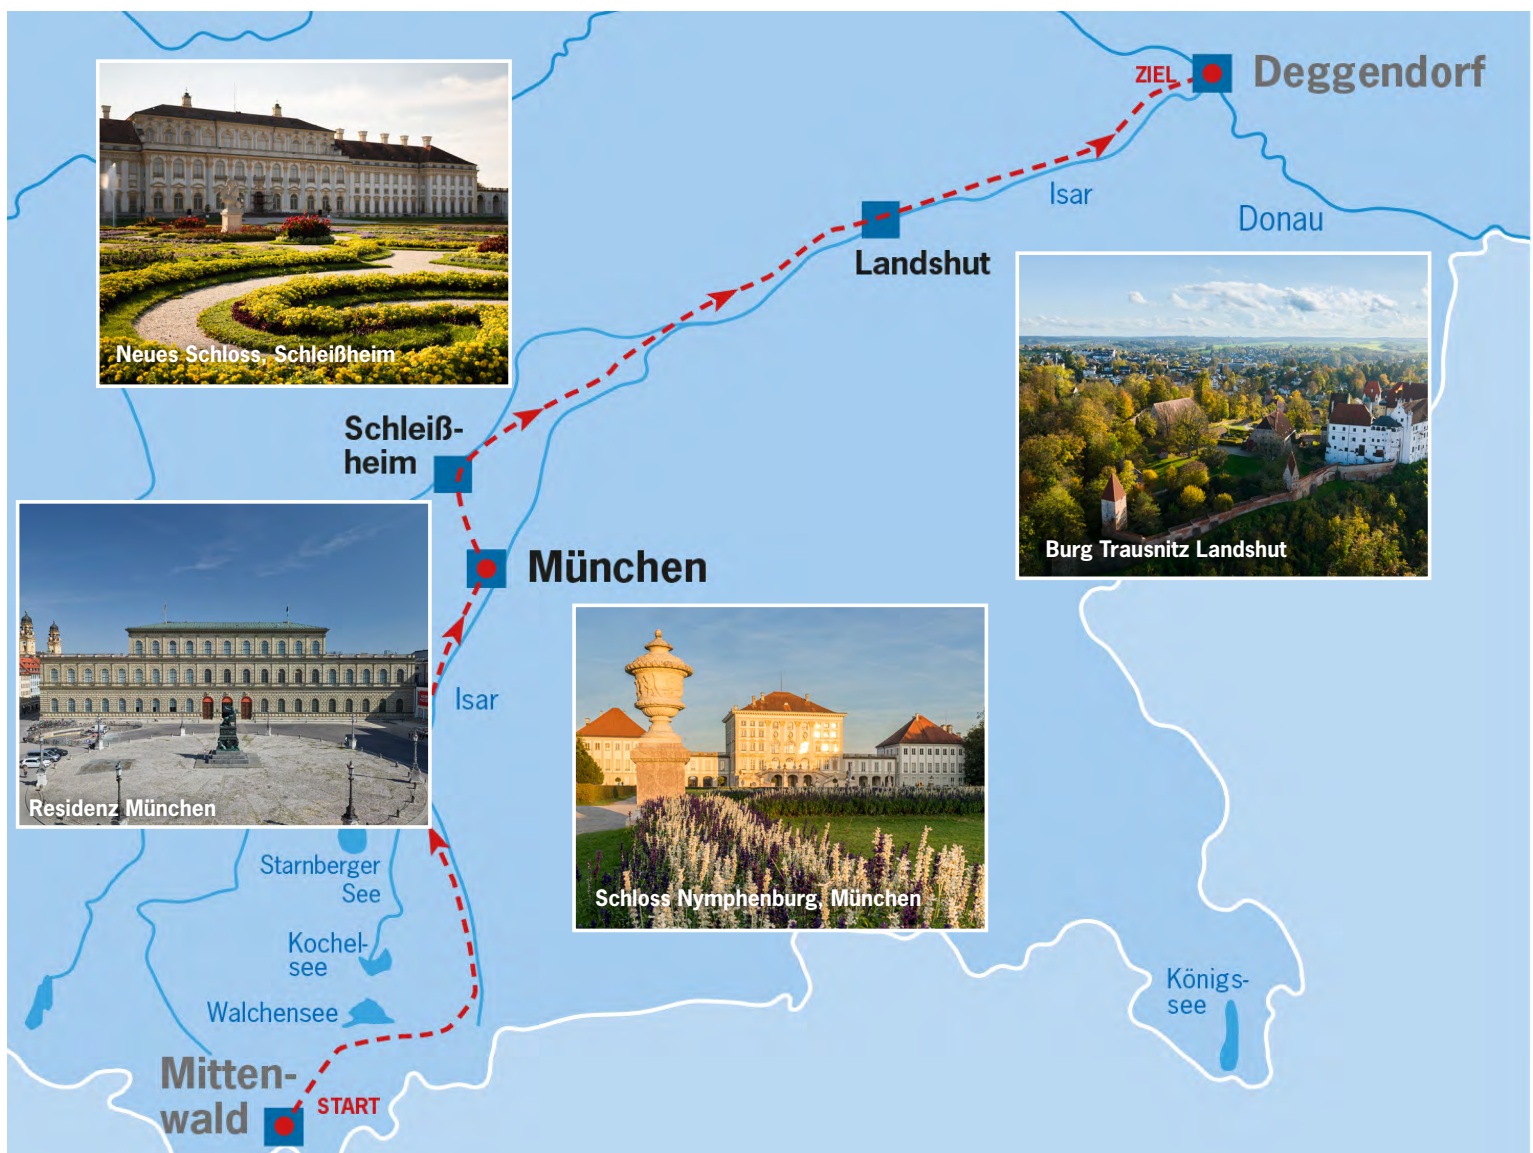 ZIEL
Deggendorf
Isar
Donau
Landshut
Neues Schloss, Schleißheim
Schleiß-
heim
Burg Trausnitz Landshut
München
Isar
Residenz München
Starnberger
See
Schloss Nymphenburg, München
Kochel-
see
Königs-
see
Walchensee
Mitten-
wald
START